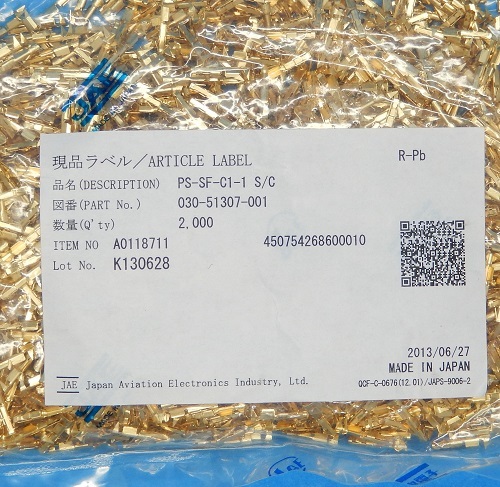 JAE
現品ラベル／ARTICLE LABEL R-Pb
品名(DESCRIPTION) PS-SF-C1-1 S/C
図番(PART No.) 030-51307-001
数量(Q'ty) 2,000
ITEM NO A0118711 450754268600010
Lot No. K130628
2013/06/27
MADE IN JAPAN
JAE Japan Aviation Electronics Industry, Ltd. QCF-C-0676(12.01)/JAPS-9006-2
JAE